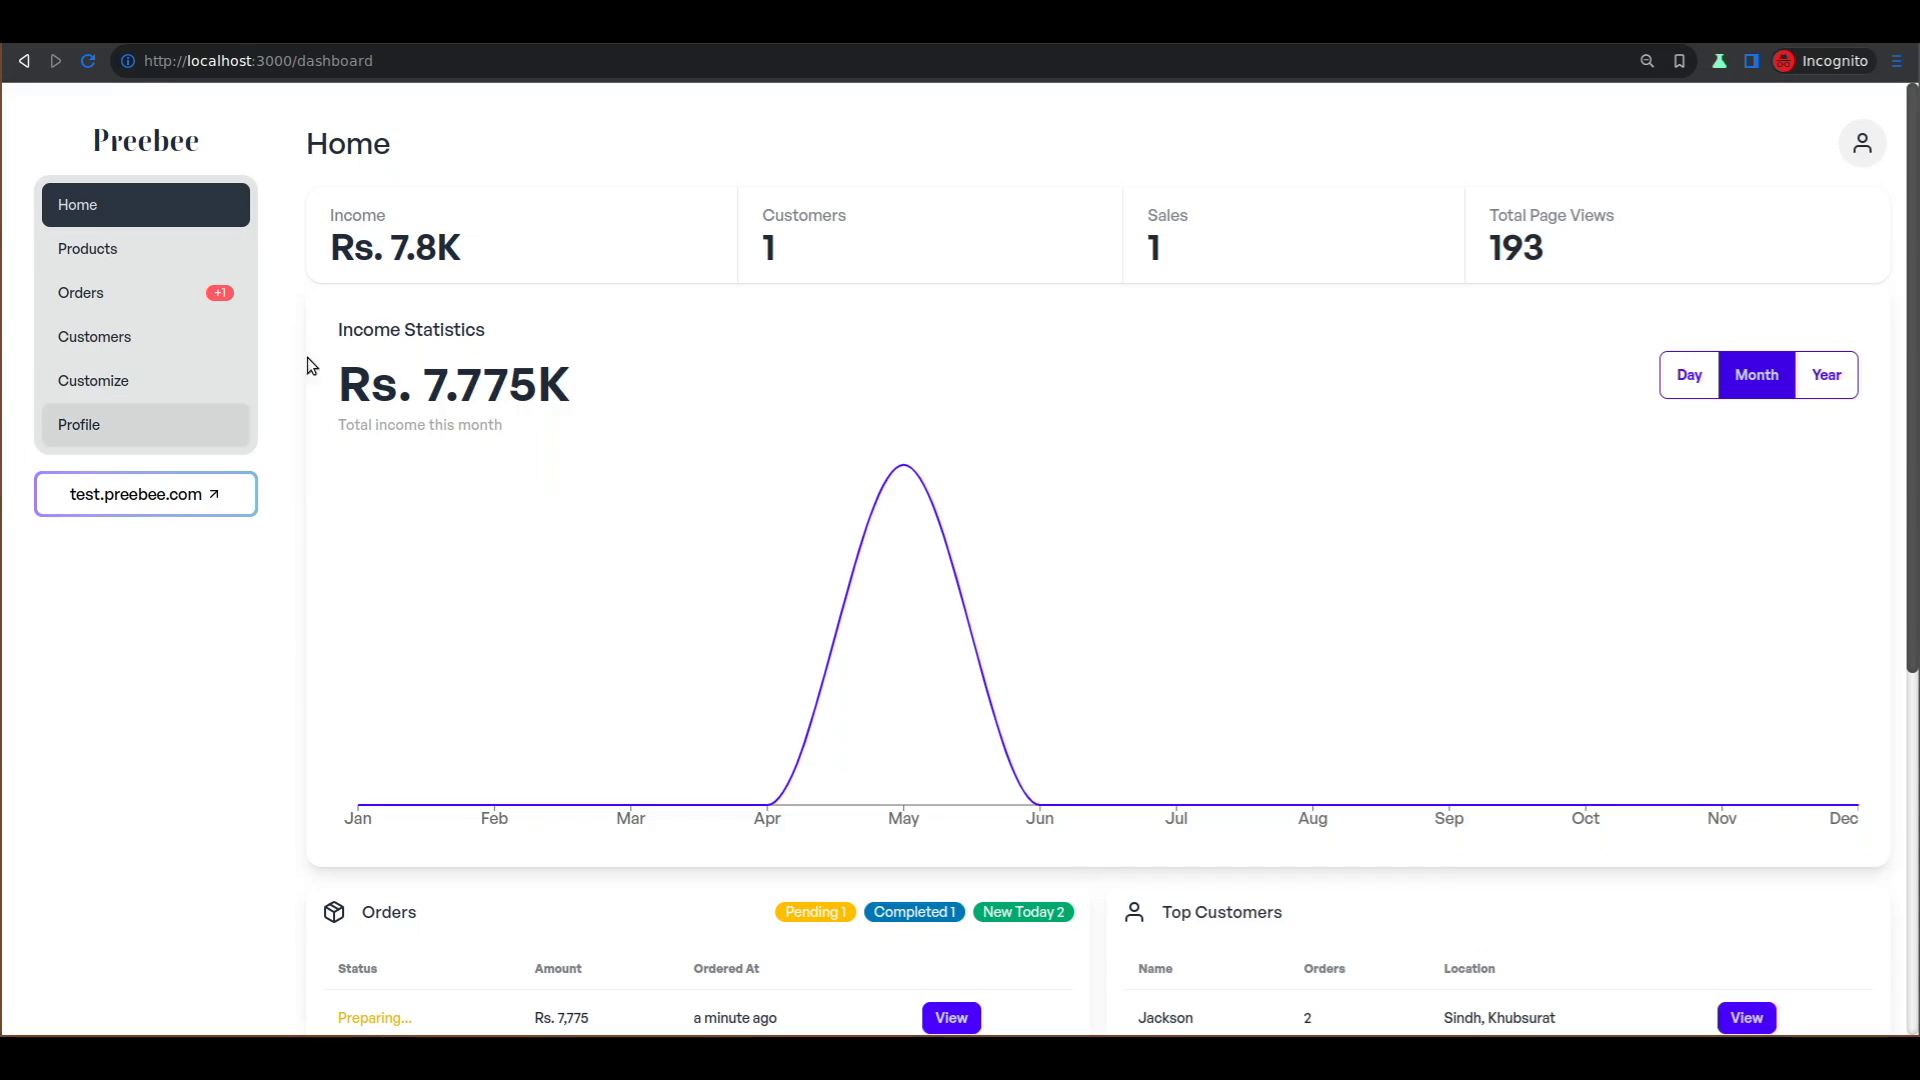 http://localhost:3000/dashboard
Incognito
Preebee
Home
Products
Orders +1
Customers
Customize
Profile
test.preebee.com
Home
Income
Rs. 7.8K
Customers
1
Sales
1
Total Page Views
193
Income Statistics
Rs. 7.775K
Total income this month
Day Month Year
Jan Feb Mar Apr May Jun Jul Aug Sep Oct Nov Dec
Orders
Pending 1 Completed 1 New Today 2
Status Amount Ordered At
Preparing... Rs. 7,775 a minute ago View
Top Customers
Name Orders Location
Jackson 2 Sindh, Khubsurat View